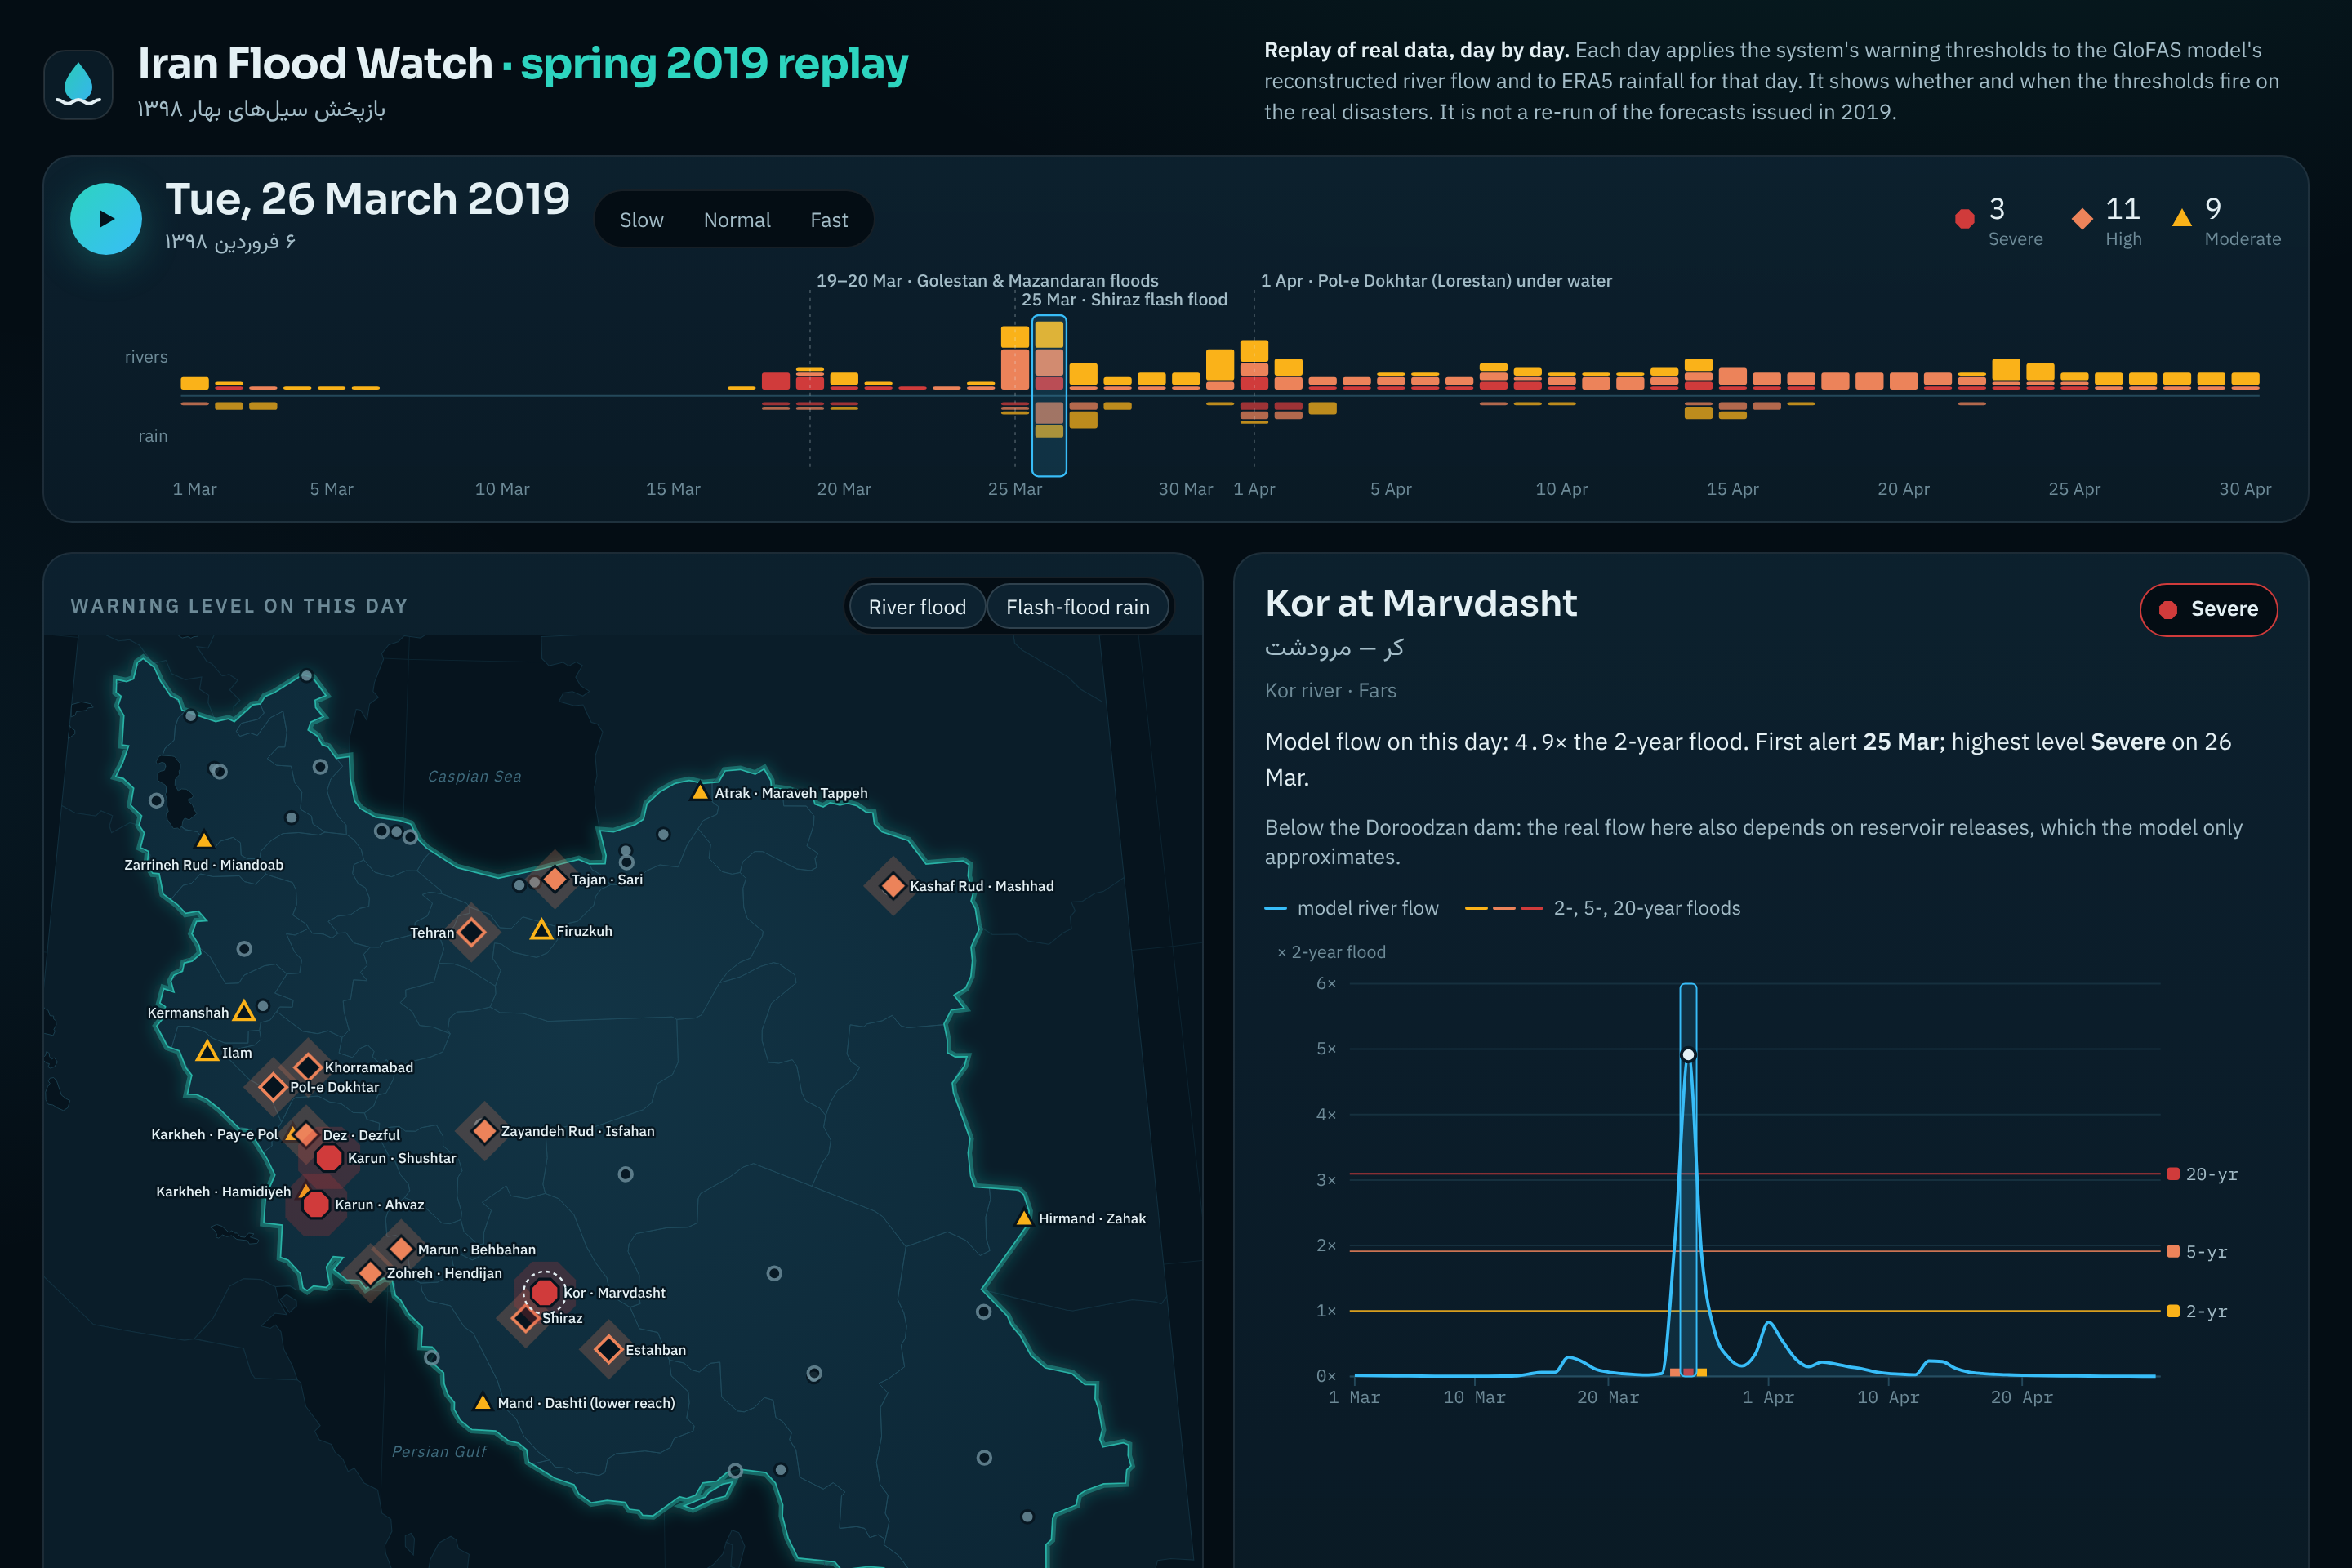 Iran Flood Watch · spring 2019 replay
بازپخش سیل‌های بهار ۱۳۹۸
Replay of real data, day by day. Each day applies the system's warning thresholds to the GloFAS model's
reconstructed river flow and to ERA5 rainfall for that day. It shows whether and when the thresholds fire on
the real disasters. It is not a re-run of the forecasts issued in 2019.
Tue, 26 March 2019
۶ فروردین ۱۳۹۸
Slow Normal Fast
3 Severe
11 High
9 Moderate
19–20 Mar · Golestan & Mazandaran floods
25 Mar · Shiraz flash flood
1 Apr · Pol-e Dokhtar (Lorestan) under water
rivers
rain
1 Mar 5 Mar 10 Mar 15 Mar 20 Mar 25 Mar 30 Mar 1 Apr 5 Apr 10 Apr 15 Apr 20 Apr 25 Apr 30 Apr
WARNING LEVEL ON THIS DAY
River flood Flash-flood rain
Caspian Sea
Atrak · Maraveh Tappeh
Zarrineh Rud · Miandoab
Tajan · Sari
Kashaf Rud · Mashhad
Tehran
Firuzkuh
Kermanshah
Ilam
Khorramabad
Pol-e Dokhtar
Karkheh · Pay-e Pol
Dez · Dezful
Zayandeh Rud · Isfahan
Karun · Shushtar
Karkheh · Hamidiyeh
Karun · Ahvaz
Hirmand · Zahak
Marun · Behbahan
Zohreh · Hendijan
Kor · Marvdasht
Shiraz
Estahban
Mand · Dashti (lower reach)
Persian Gulf
Kor at Marvdasht
Severe
کر — مرودشت
Kor river · Fars
Model flow on this day: 4.9× the 2-year flood. First alert 25 Mar; highest level Severe on 26
Mar.
Below the Doroodzan dam: the real flow here also depends on reservoir releases, which the model only
approximates.
model river flow 2-, 5-, 20-year floods
× 2-year flood
6×
5×
4×
3×
2×
1×
0×
20-yr
5-yr
2-yr
1 Mar 10 Mar 20 Mar 1 Apr 10 Apr 20 Apr